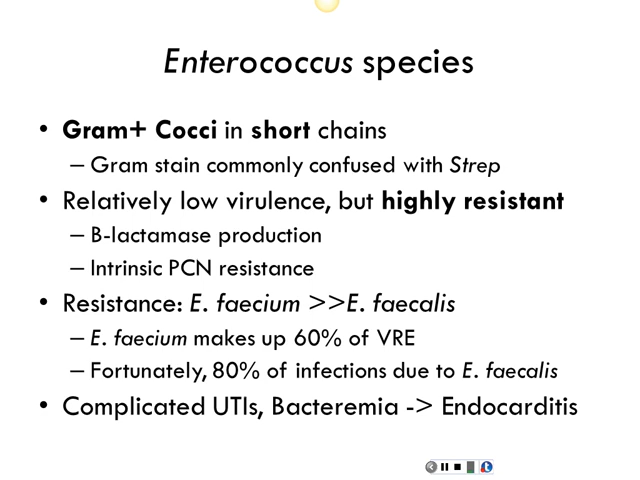 Enterococcus species
• Gram+ Cocci in short chains
– Gram stain commonly confused with Strep
• Relatively low virulence, but highly resistant
– B-lactamase production
– Intrinsic PCN resistance
• Resistance: E. faecium >>E. faecalis
– E. faecium makes up 60% of VRE
– Fortunately, 80% of infections due to E. faecalis
• Complicated UTIs, Bacteremia -> Endocarditis